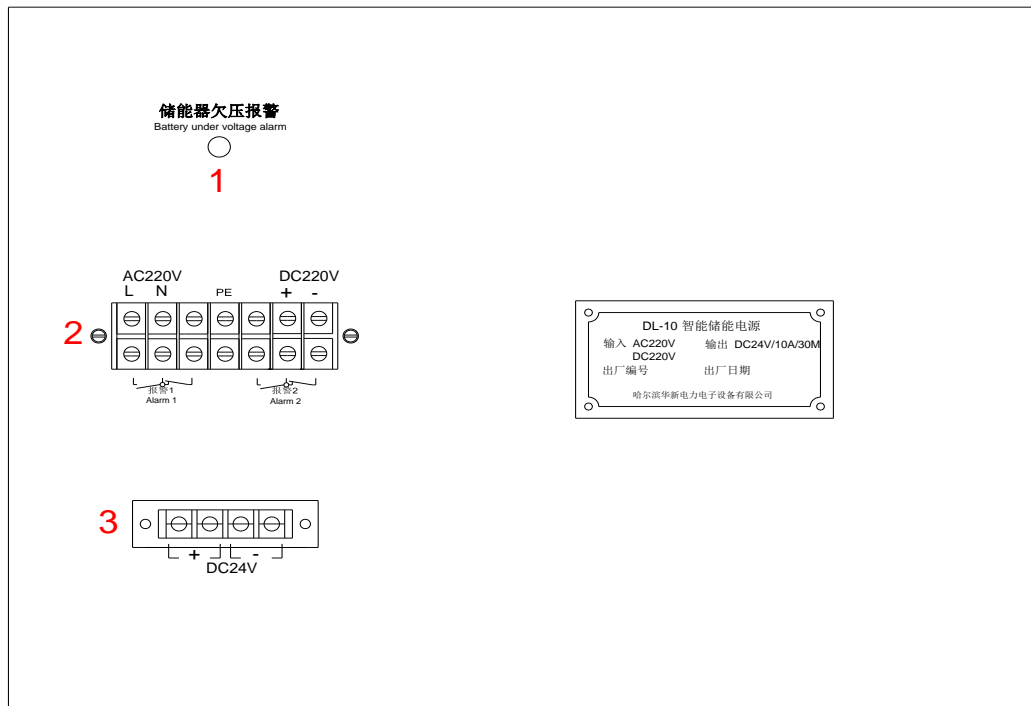 储能器欠压报警
Battery under voltage alarm
1
AC220V DC220V
L N PE + -
2
报警1 报警2
Alarm 1 Alarm 2
DL-10 智能储能电源
输入 AC220V 输出 DC24V/10A/30M
DC220V
出厂编号 出厂日期
哈尔滨华新电力电子设备有限公司
3
+ -
DC24V